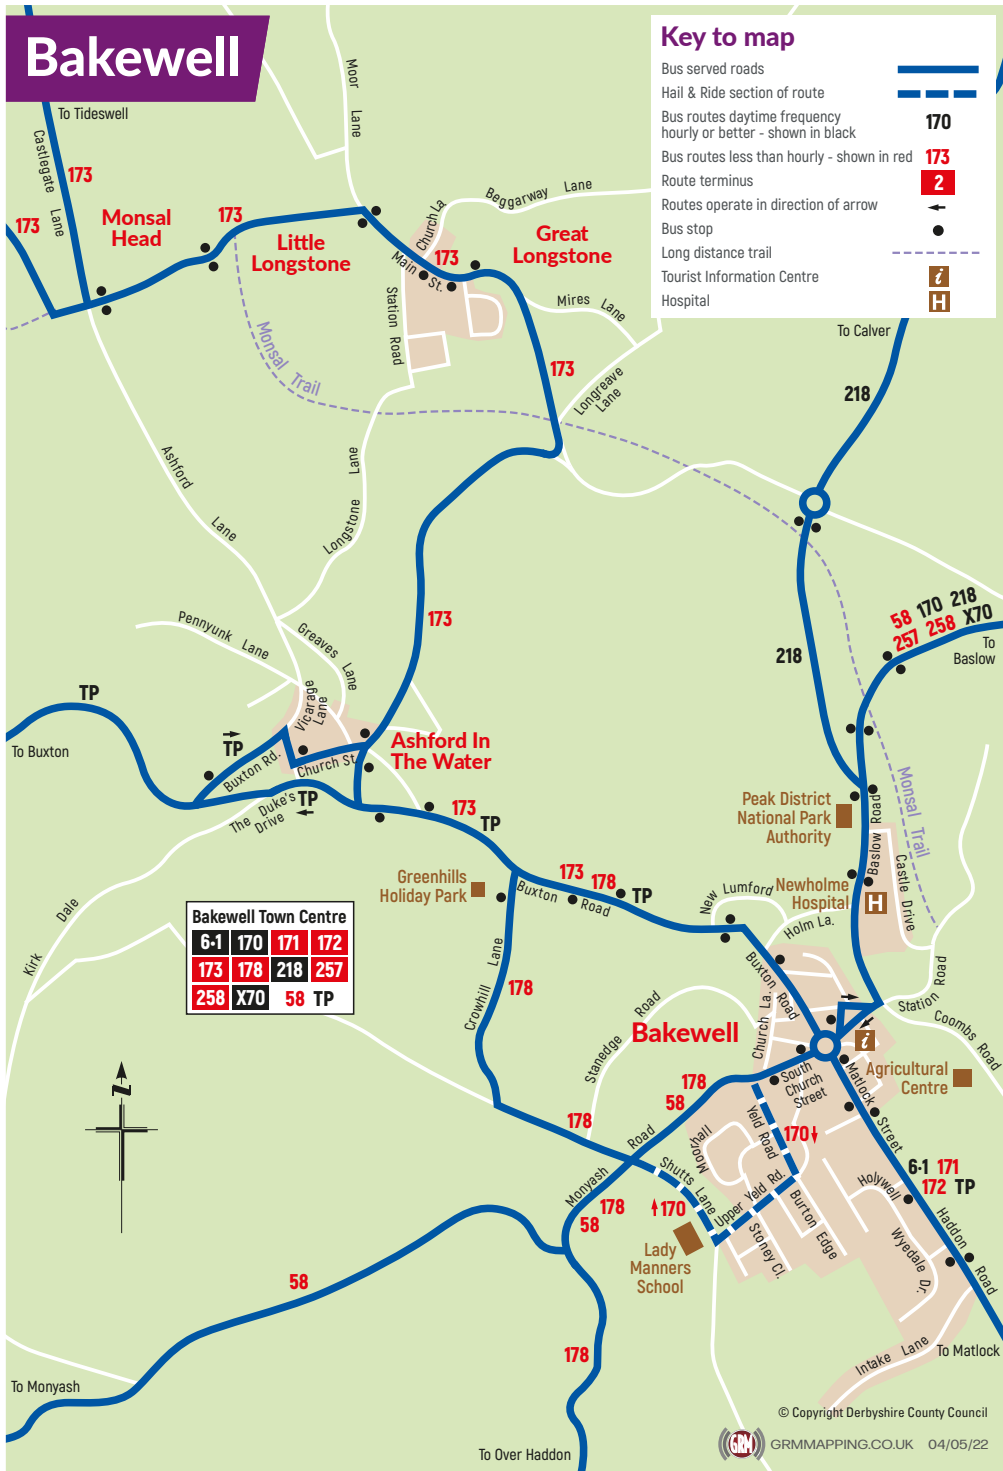 Bakewell
Key to map
Bus served roads
Hail & Ride section of route
Bus routes daytime frequency
hourly or better - shown in black
170
Bus routes less than hourly - shown in red
173
Route terminus
2
Routes operate in direction of arrow
Bus stop
Long distance trail
Tourist Information Centre
i
Hospital
H
To Tideswell
Castlegate Lane
173
173
Monsal
Head
173
Little
Longstone
Moor Lane
Church La.
Beggarway Lane
Great
Longstone
173
Main St.
Station Road
Mires Lane
Longreave
Lane
173
Monsal Trail
To Calver
218
Ashford Lane
Longstone Lane
173
58 170 218
257 258 X70
To
Baslow
218
Pennyunk Lane
Greaves Lane
Vicarage
Lane
TP
To Buxton
TP
Buxton Rd.
Church St.
Ashford In
The Water
The Duke's
Drive
TP
173
TP
Peak District
National Park
Authority
Baslow Road
Monsal Trail
Castle Drive
Greenhills
Holiday Park
173
178
TP
Buxton
Road
New Lumford
Newholme
Hospital
H
Holm La.
Kirk Dale
Bakewell Town Centre
6·1 170 171 172
173 178 218 257
258 X70 58 TP
Crowhill Lane
178
Buxton Road
Church La.
Station Road
Coombs Road
Stanedge Road
Bakewell
i
Agricultural
Centre
178
58
South
Church
Street
Matlock Street
n
178
Monyash Road
Yeld Road
170
Moorhall
Shutts Lane
Upper Yeld Rd.
170
178
58
Burton Edge
Stoney Cl.
Holywell
6·1 171
172 TP
Haddon Road
Wyedale Dr.
Lady
Manners
School
58
178
Intake Lane
To Matlock
To Monyash
To Over Haddon
© Copyright Derbyshire County Council
GRM
GRMMAPPING.CO.UK 04/05/22